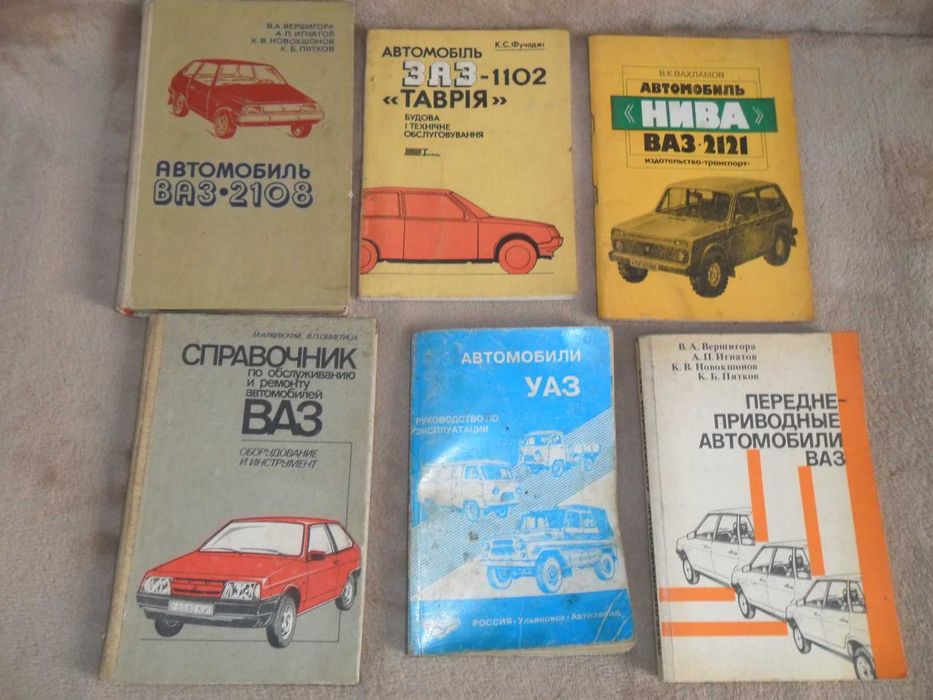 В.А.ВЕРШИГОРА
А.П.ИГНАТОВ
К.В.НОВОКШОНОВ
К.Б.ПЯТКОВ
АВТОМОБИЛЬ
ВАЗ•2108
К.С.Фучаджі
АВТОМОБІЛЬ
ЗАЗ-1102
«ТАВРІЯ»
БУДОВА
І ТЕХНІЧНЕ
ОБСЛУГОВУВАННЯ
В.К.ВАХЛАМОВ
АВТОМОБИЛЬ
«НИВА»
ВАЗ-2121
издательство·транспорт·
В.П.ОБМЕТИЦА
СПРАВОЧНИК
по обслуживанию
и ремонту
автомобилей
ВАЗ
ОБОРУДОВАНИЕ
И ИНСТРУМЕНТ
АВТОМОБИЛИ
УАЗ
РУКОВОДСТВО ПО
ЭКСПЛУАТАЦИИ
РОССИЯ-Ульяновск-Автозавод
В. А. Вершигора
А. П. Игнатов
К. В. Новокшонов
К. Б. Пятков
ПЕРЕДНЕ-
ПРИВОДНЫЕ
АВТОМОБИЛИ
ВАЗ